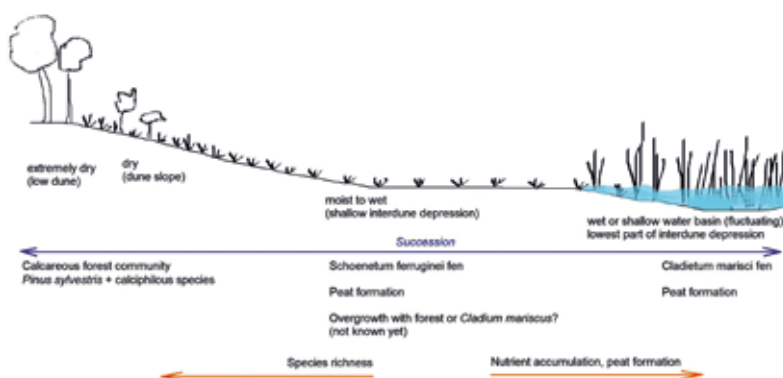 extremely dry
(low dune)
dry
(dune slope)
moist to wet
(shallow interdune depression)
wet or shallow water basin (fluctuating)
lowest part of interdune depression
Succession
Calcareous forest community
Pinus sylvestris + calciphilous species
Schoenetum ferruginei fen
Peat formation
Overgrowth with forest or Cladium mariscus?
(not known yet)
Cladietum marisci fen
Peat formation
Species richness
Nutrient accumulation, peat formation